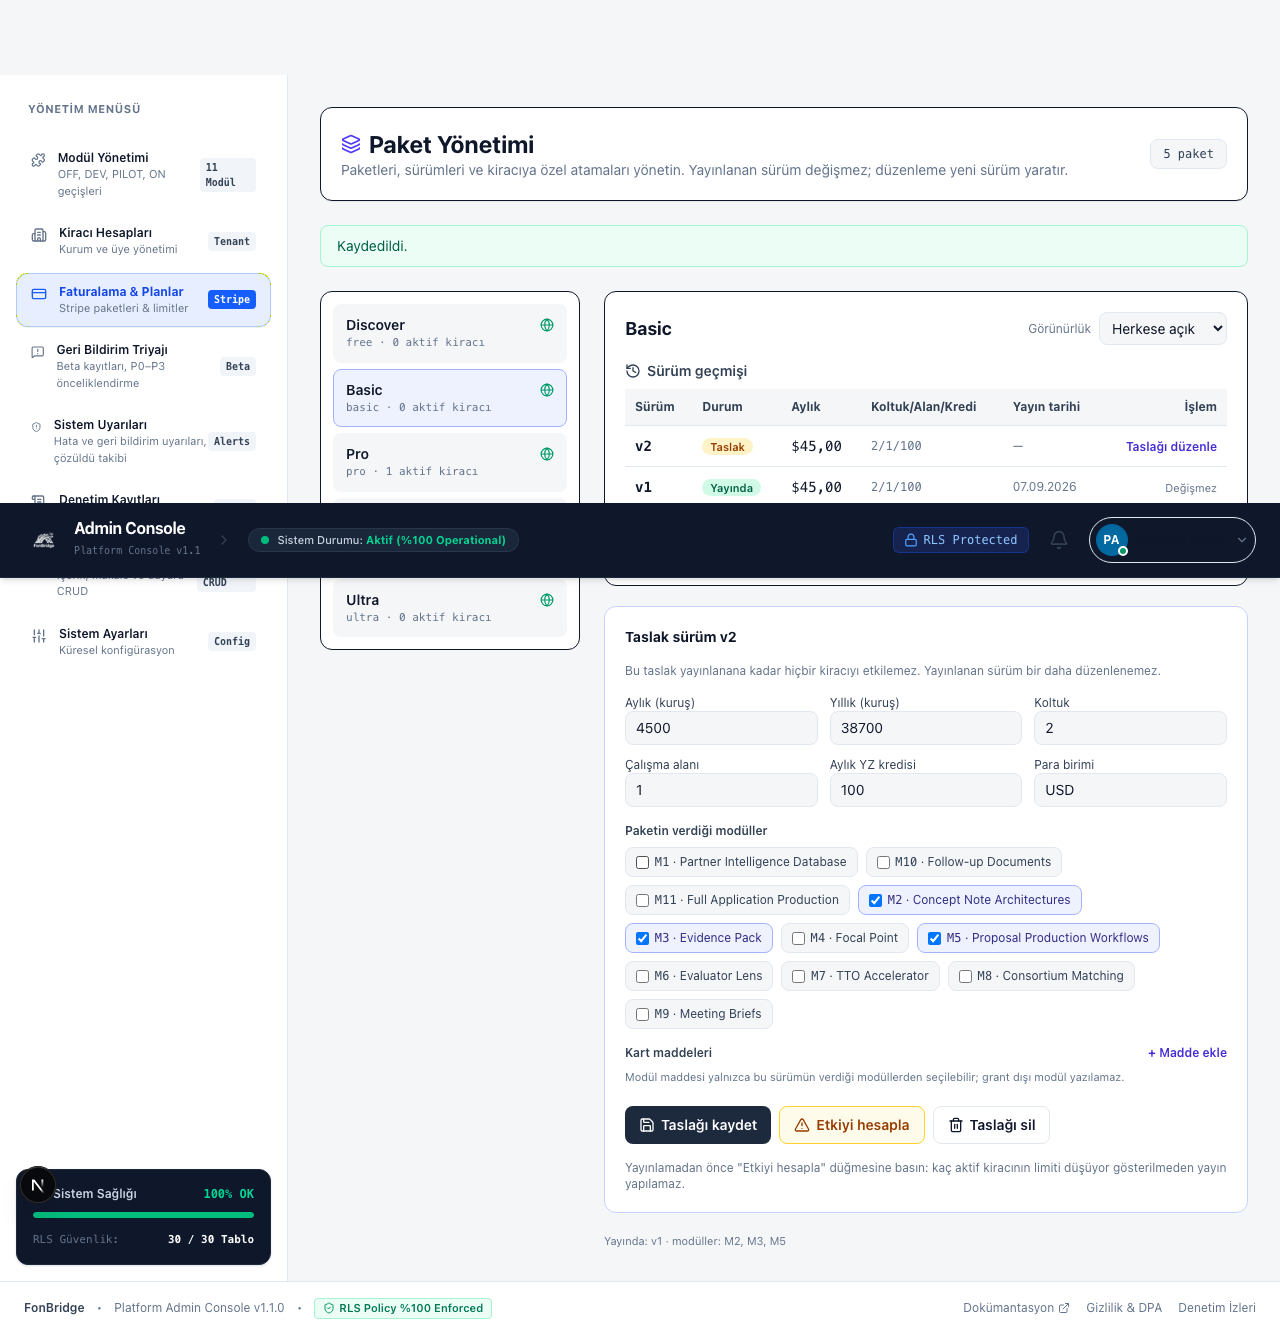 YÖNETİM MENÜSÜ
Modül Yönetimi
OFF, DEV, PILOT, ON
geçişleri
11
Modül
Kiracı Hesapları
Kurum ve üye yönetimi
Tenant
Faturalama & Planlar
Stripe paketleri & limitler
Stripe
Geri Bildirim Triyajı
Beta kayıtları, P0–P3
önceliklendirme
Beta
Sistem Uyarıları
Hata ve geri bildirim uyarıları,
çözüldü takibi
Alerts
Denetim Kayıtları
CRUD
CRUD
Sistem Ayarları
Küresel konfigürasyon
Config
Paket Yönetimi
Paketleri, sürümleri ve kiracıya özel atamaları yönetin. Yayınlanan sürüm değişmez; düzenleme yeni sürüm yaratır.
5 paket
Kaydedildi.
Discover
free · 0 aktif kiracı
Basic
basic · 0 aktif kiracı
Pro
pro · 1 aktif kiracı
Ultra
ultra · 0 aktif kiracı
Basic
Görünürlük
Herkese açık
Sürüm geçmişi
Sürüm Durum Aylık Koltuk/Alan/Kredi Yayın tarihi İşlem
v2 Taslak $45,00 2/1/100 — Taslağı düzenle
v1 Yayında $45,00 2/1/100 07.09.2026 Değişmez
FonBridge
Admin Console
Platform Console v1.1
Sistem Durumu: Aktif (%100 Operational)
RLS Protected
PA
Taslak sürüm v2
Bu taslak yayınlanana kadar hiçbir kiracıyı etkilemez. Yayınlanan sürüm bir daha düzenlenemez.
Aylık (kuruş) Yıllık (kuruş) Koltuk
4500 38700 2
Çalışma alanı Aylık YZ kredisi Para birimi
1 100 USD
Paketin verdiği modüller
M1 · Partner Intelligence Database M10 · Follow-up Documents
M11 · Full Application Production M2 · Concept Note Architectures
M3 · Evidence Pack M4 · Focal Point M5 · Proposal Production Workflows
M6 · Evaluator Lens M7 · TTO Accelerator M8 · Consortium Matching
M9 · Meeting Briefs
Kart maddeleri
+ Madde ekle
Modül maddesi yalnızca bu sürümün verdiği modüllerden seçilebilir; grant dışı modül yazılamaz.
Taslağı kaydet Etkiyi hesapla Taslağı sil
Yayınlamadan önce "Etkiyi hesapla" düğmesine basın: kaç aktif kiracının limiti düşüyor gösterilmeden yayın
yapılamaz.
Yayında: v1 · modüller: M2, M3, M5
N
Sistem Sağlığı 100% OK
RLS Güvenlik: 30 / 30 Tablo
FonBridge • Platform Admin Console v1.1.0 • RLS Policy %100 Enforced
Dokümantasyon Gizlilik & DPA Denetim İzleri